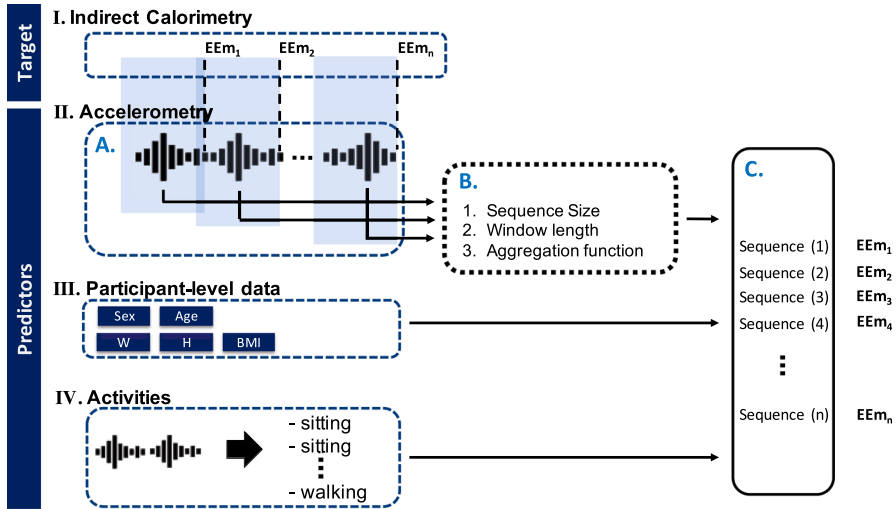 Target
I. Indirect Calorimetry
EEm1 EEm2 EEmn
Predictors
II. Accelerometry
A.
...
B.
1. Sequence Size
2. Window length
3. Aggregation function
C.
Sequence (1) EEm1
Sequence (2) EEm2
Sequence (3) EEm3
Sequence (4) EEm4
Sequence (n) EEmn
III. Participant-level data
Sex Age
W H BMI
IV. Activities
- sitting
- sitting
- walking